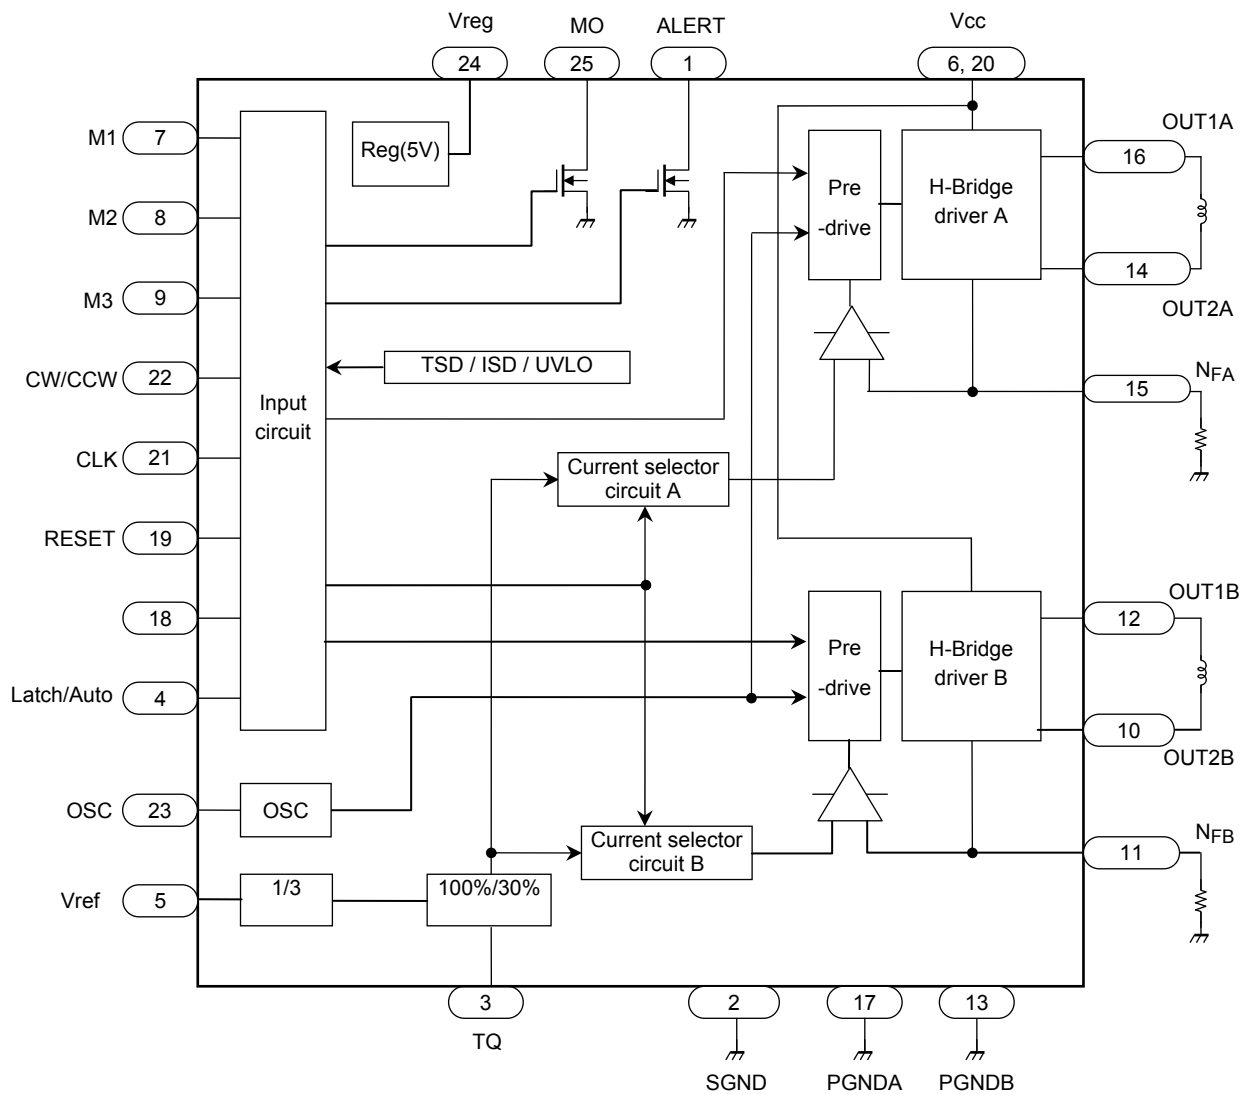 Vreg
MO
ALERT
Vcc
24
25
1
6, 20
M1
7
Reg(5V)
Pre
-drive
H-Bridge
driver A
OUT1A
16
M2
8
14
OUT2A
M3
9
TSD / ISD / UVLO
CW/CCW
22
NFA
15
Input
circuit
CLK
21
Current selector
circuit A
RESET
19
18
Pre
-drive
H-Bridge
driver B
OUT1B
12
Latch/Auto
4
10
OUT2B
OSC
23
OSC
Current selector
circuit B
NFB
11
Vref
5
1/3
100%/30%
3
TQ
2
17
13
SGND
PGNDA
PGNDB